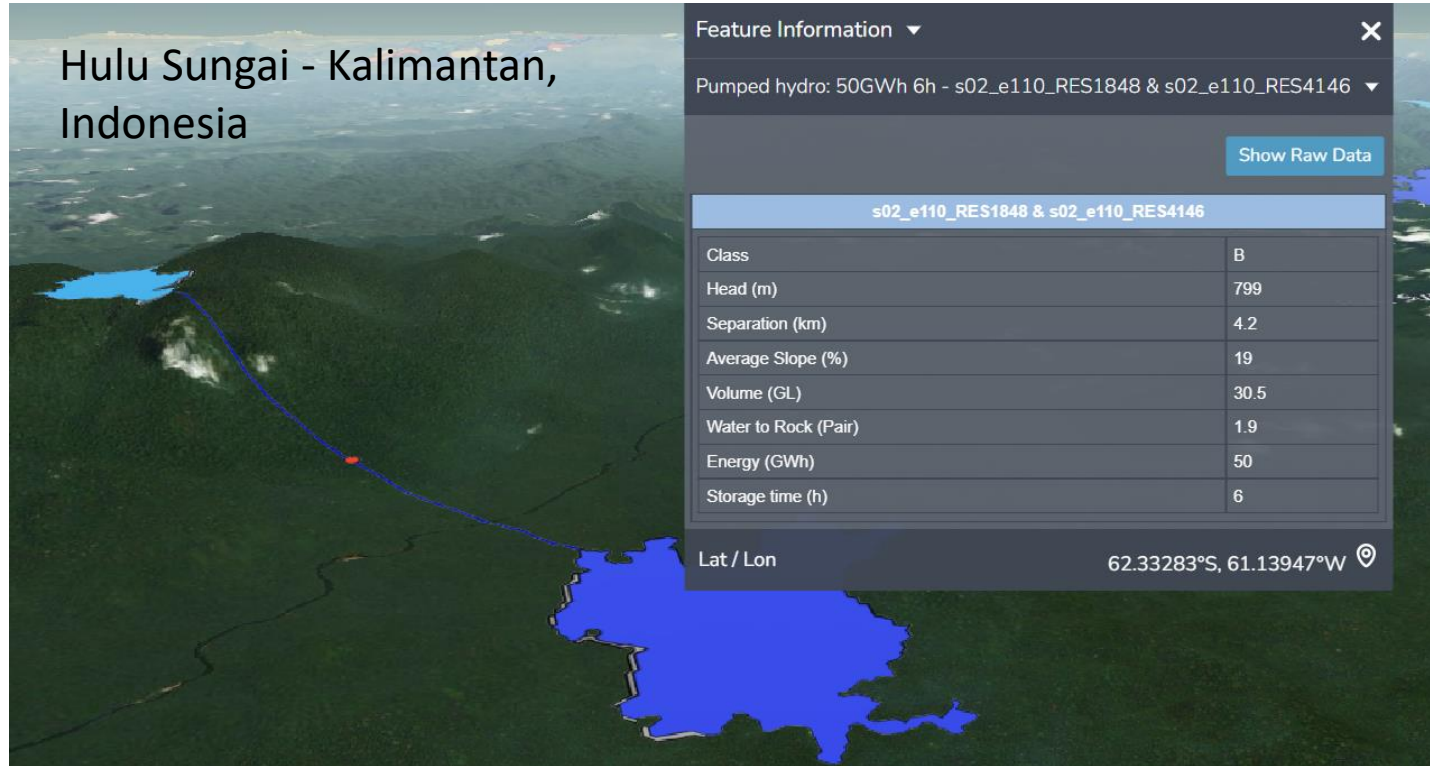 Hulu Sungai - Kalimantan,
Indonesia
Feature Information
Pumped hydro: 50GWh 6h - s02_e110_RES1848 & s02_e110_RES4146
Show Raw Data
s02_e110_RES1848 & s02_e110_RES4146
Class B
Head (m) 799
Separation (km) 4.2
Average Slope (%) 19
Volume (GL) 30.5
Water to Rock (Pair) 1.9
Energy (GWh) 50
Storage time (h) 6
Lat / Lon 62.33283°S, 61.13947°W